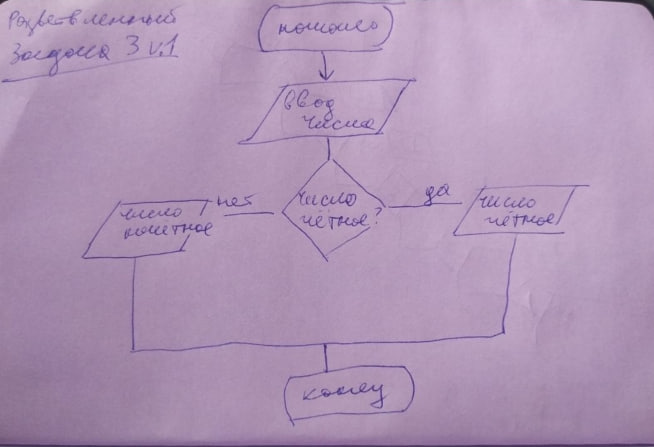 Разветвленный
Задача 3 v.1
начало
ввод
числа
число
чётное?
нет
да
число
нечётное
число
чётное
конец